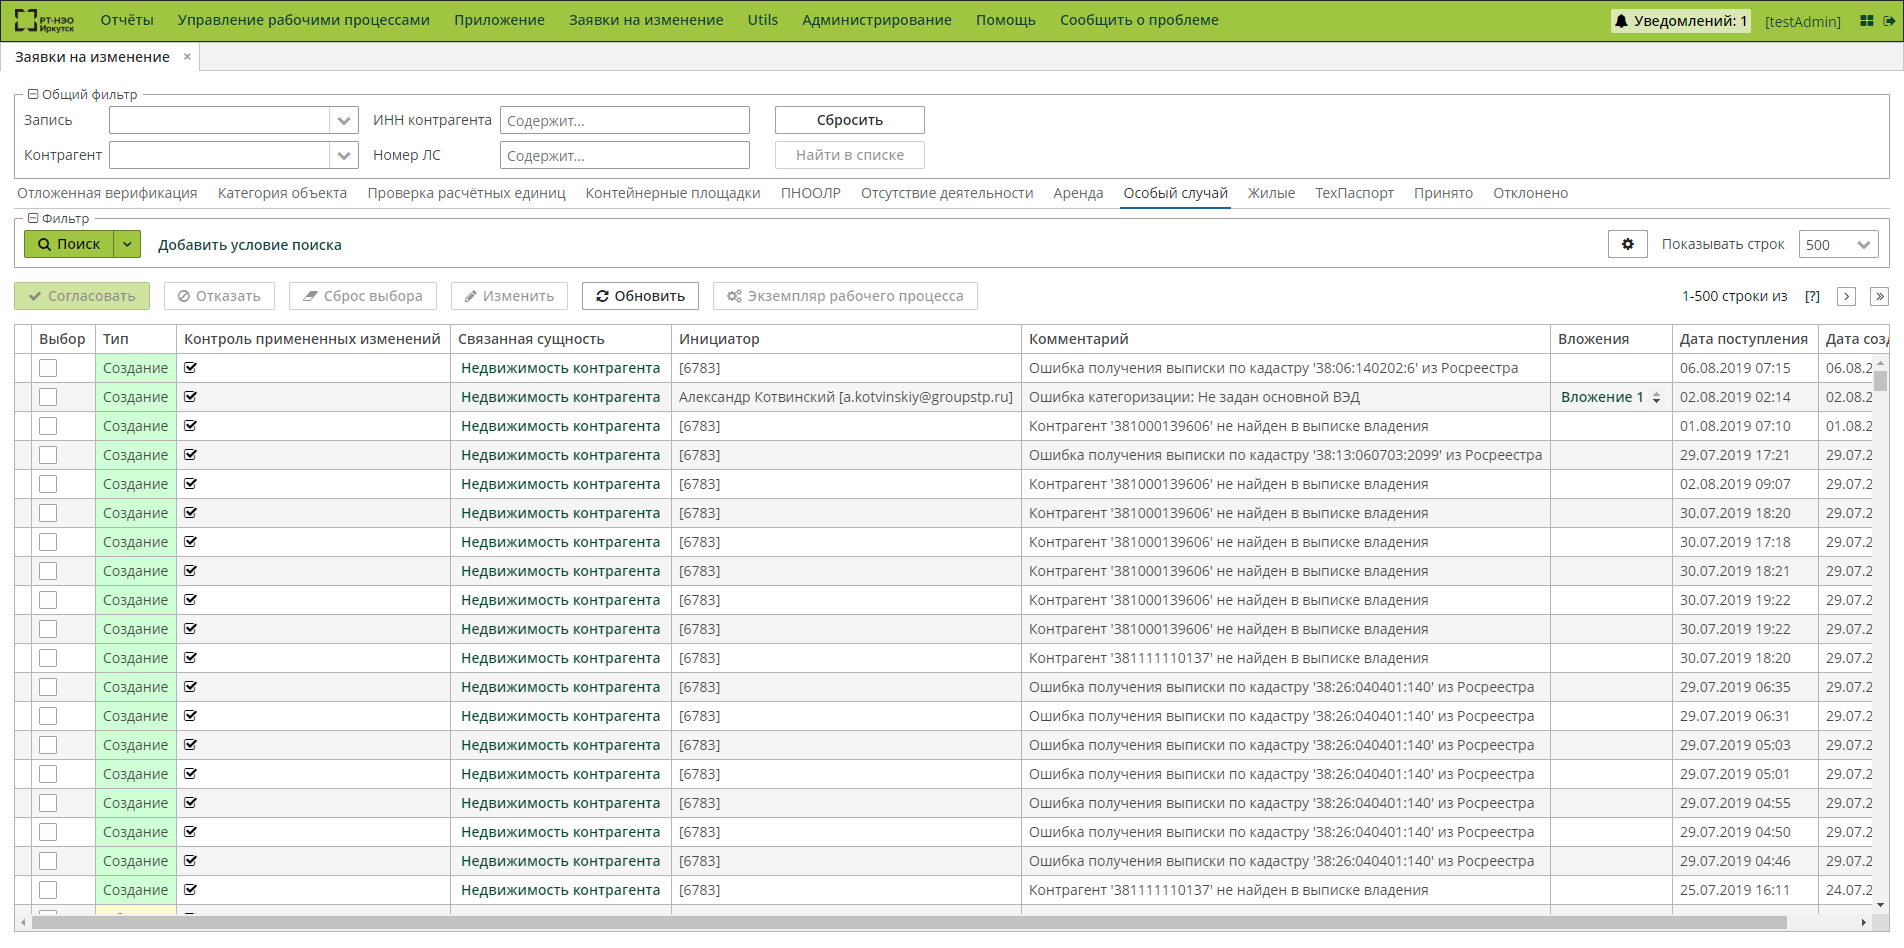 РТ-НЭО Иркутск Отчёты Управление рабочими процессами Приложение Заявки на изменение Utils Администрирование Помощь Сообщить о проблеме Уведомлений: 1 [testAdmin]
Заявки на изменение ×
Общий фильтр
Запись ИНН контрагента Содержит... Сбросить
Контрагент Номер ЛС Содержит... Найти в списке
Отложенная верификация Категория объекта Проверка расчётных единиц Контейнерные площадки ПНООЛР Отсутствие деятельности Аренда Особый случай Жилые ТехПаспорт Принято Отклонено
Фильтр
Поиск Добавить условие поиска Показывать строк 500
Согласовать Отказать Сброс выбора Изменить Обновить Экземпляр рабочего процесса 1-500 строки из [?]
Выбор Тип Контроль примененных изменений Связанная сущность Инициатор Комментарий Вложения Дата поступления Дата созд
Создание Недвижимость контрагента [6783] Ошибка получения выписки по кадастру '38:06:140202:6' из Росреестра 06.08.2019 07:15 06.08.2
Создание Недвижимость контрагента Александр Котвинский [a.kotvinskiy@groupstp.ru] Ошибка категоризации: Не задан основной ВЭД Вложение 1 02.08.2019 02:14 02.08.2
Создание Недвижимость контрагента [6783] Контрагент '381000139606' не найден в выписке владения 01.08.2019 07:10 01.08.2
Создание Недвижимость контрагента [6783] Ошибка получения выписки по кадастру '38:13:060703:2099' из Росреестра 29.07.2019 17:21 29.07.2
Создание Недвижимость контрагента [6783] Контрагент '381000139606' не найден в выписке владения 02.08.2019 09:07 29.07.2
Создание Недвижимость контрагента [6783] Контрагент '381000139606' не найден в выписке владения 30.07.2019 18:20 29.07.2
Создание Недвижимость контрагента [6783] Контрагент '381000139606' не найден в выписке владения 30.07.2019 17:18 29.07.2
Создание Недвижимость контрагента [6783] Контрагент '381000139606' не найден в выписке владения 30.07.2019 18:21 29.07.2
Создание Недвижимость контрагента [6783] Контрагент '381000139606' не найден в выписке владения 30.07.2019 19:22 29.07.2
Создание Недвижимость контрагента [6783] Контрагент '381000139606' не найден в выписке владения 30.07.2019 19:22 29.07.2
Создание Недвижимость контрагента [6783] Контрагент '381111110137' не найден в выписке владения 30.07.2019 18:20 29.07.2
Создание Недвижимость контрагента [6783] Ошибка получения выписки по кадастру '38:26:040401:140' из Росреестра 29.07.2019 06:35 29.07.2
Создание Недвижимость контрагента [6783] Ошибка получения выписки по кадастру '38:26:040401:140' из Росреестра 29.07.2019 06:31 29.07.2
Создание Недвижимость контрагента [6783] Ошибка получения выписки по кадастру '38:26:040401:140' из Росреестра 29.07.2019 05:03 29.07.2
Создание Недвижимость контрагента [6783] Ошибка получения выписки по кадастру '38:26:040401:140' из Росреестра 29.07.2019 05:01 29.07.2
Создание Недвижимость контрагента [6783] Ошибка получения выписки по кадастру '38:26:040401:140' из Росреестра 29.07.2019 04:55 29.07.2
Создание Недвижимость контрагента [6783] Ошибка получения выписки по кадастру '38:26:040401:140' из Росреестра 29.07.2019 04:50 29.07.2
Создание Недвижимость контрагента [6783] Ошибка получения выписки по кадастру '38:26:040401:140' из Росреестра 29.07.2019 04:46 29.07.2
Создание Недвижимость контрагента [6783] Контрагент '381111110137' не найден в выписке владения 25.07.2019 16:11 24.07.2